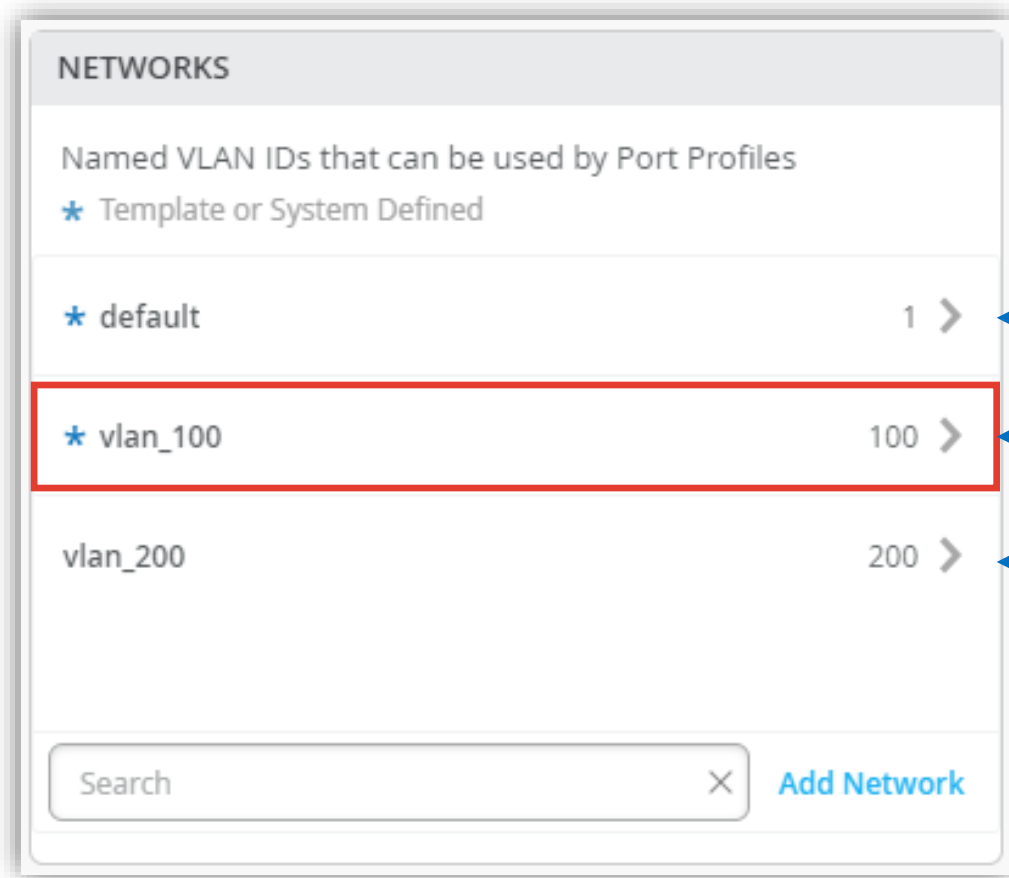 NETWORKS
Named VLAN IDs that can be used by Port Profiles
* Template or System Defined
* default 1
* vlan_100 100
vlan_200 200
Search × Add Network